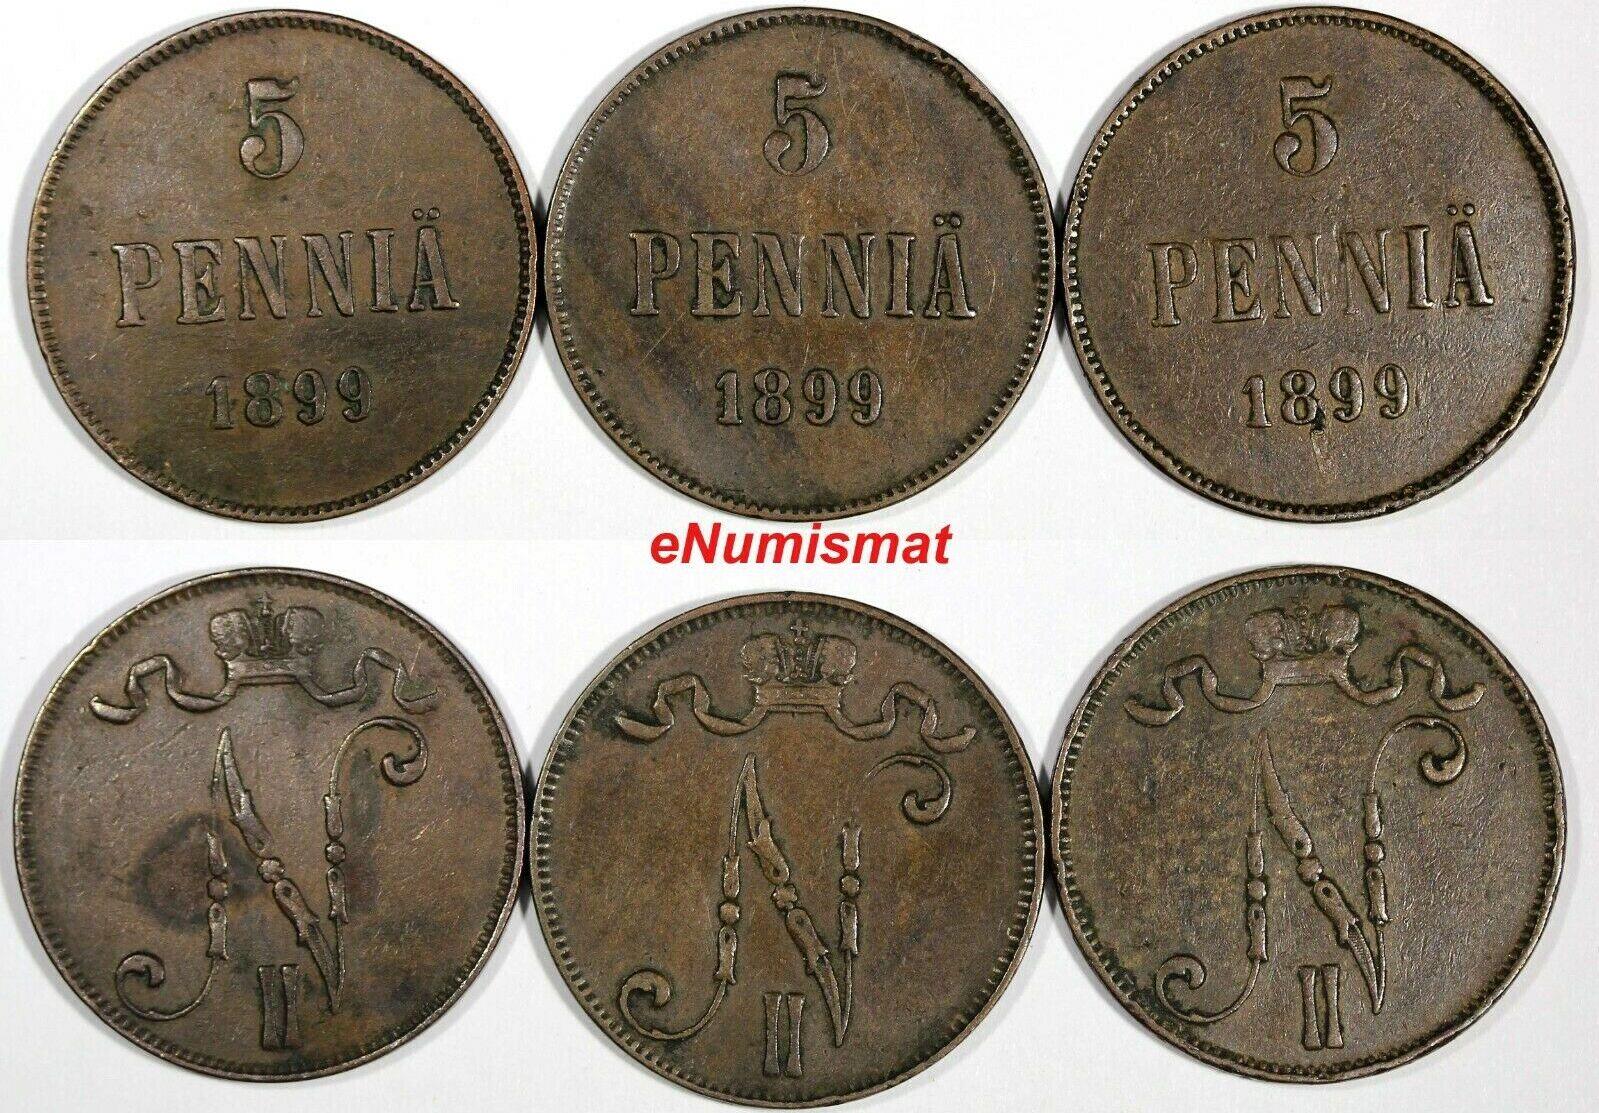 5 5 5
PENNIÄ PENNIÄ PENNIÄ
1899 1899 1899
eNumismat
N N N
II II II